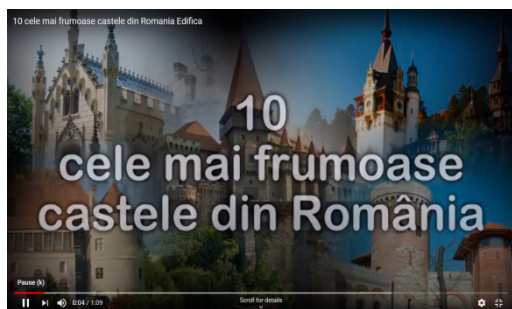 10 cele mai frumoase castele din Romania Edifica
10
cele mai frumoase
castele din România
Pause (k)
0:04 / 1:09
Scroll for details